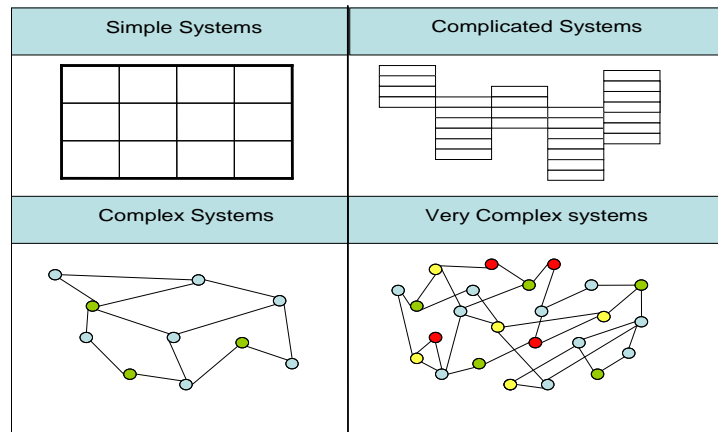 Simple Systems
Complicated Systems
Complex Systems
Very Complex systems